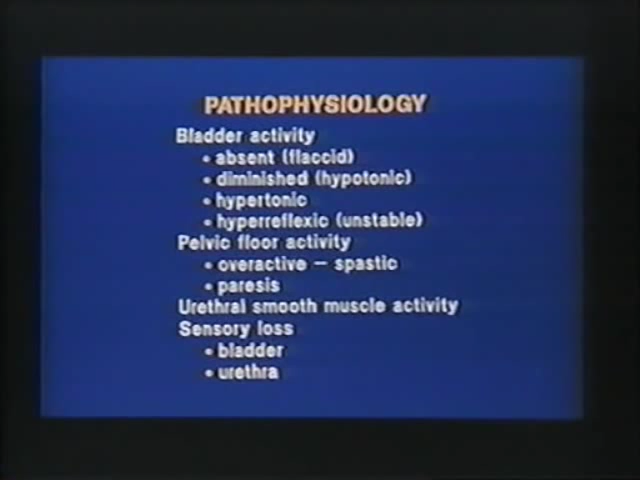 PATHOPHYSIOLOGY
Bladder activity
• absent (flaccid)
• diminished (hypotonic)
• hypertonic
• hyperreflexic (unstable)
Pelvic floor activity
• overactive — spastic
• paresis
Urethral smooth muscle activity
Sensory loss
• bladder
• urethra